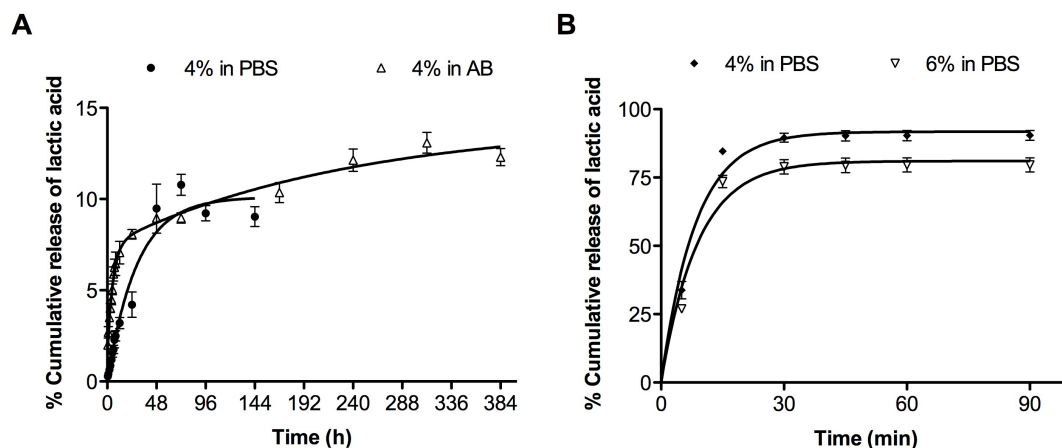 A
4% in PBS
4% in AB
% Cumulative release of lactic acid
15
10
5
0
0 48 96 144 192 240 288 336 384
Time (h)
B
4% in PBS
6% in PBS
% Cumulative release of lactic acid
100
75
50
25
0
0 30 60 90
Time (min)